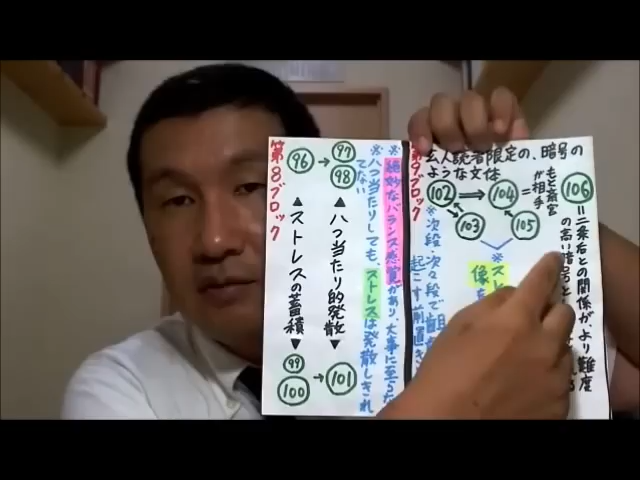 第8ブロック
96→97
98
▲ストレスの蓄積▼
99
100
▲八つ当たり的発散▼
→101
※絶妙なバランス感覚があり、大事に至らな
※八つ当たりしても、ストレスは発散しきれ
てない
第9ブロック
玄人読者限定の、暗号の
ような文体
102⇒104
103
105
=もと斎宮
が相手
※次段、次々段で
起こす前置き
※ス
像を
106
=二条后との関係が、より難度
の高い暗号と